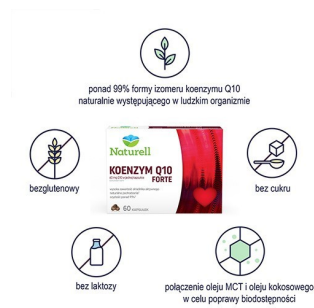 ponad 99% formy izomeru koenzymu Q10
naturalnie występującego w ludzkim organizmie
Naturell
KOENZYM Q10
FORTE
60 kapsułek
bezglutenowy
bez cukru
bez laktozy
połączenie oleju MCT i oleju kokosowego
w celu poprawy biodostępności